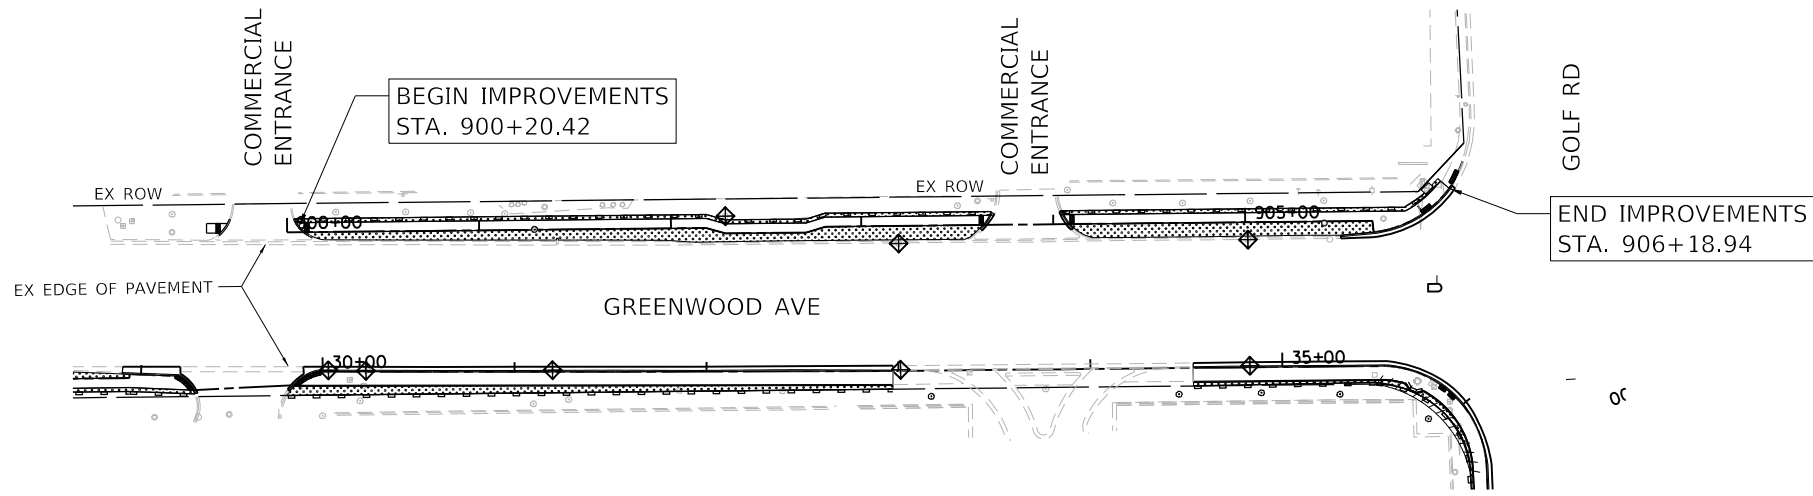 COMMERCIAL
ENTRANCE
BEGIN IMPROVEMENTS
STA. 900+20.42
COMMERCIAL
ENTRANCE
GOLF RD
EX ROW
EX ROW
900+00
905+00
END IMPROVEMENTS
STA. 906+18.94
EX EDGE OF PAVEMENT
GREENWOOD AVE
30+00
35+00